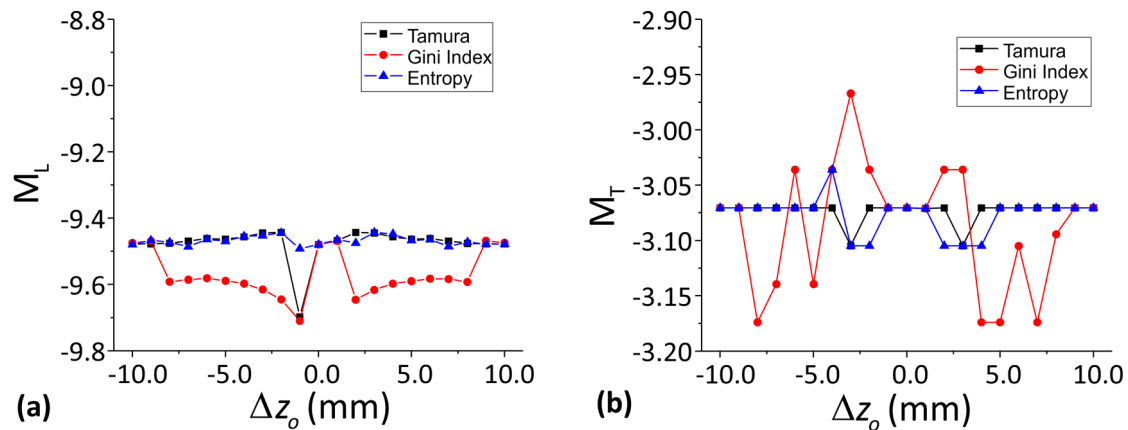 -8.8
-9.0
-9.2
-9.4
-9.6
-9.8
M_L
Tamura
Gini Index
Entropy
-10.0 -5.0 0.0 5.0 10.0
Δz_o (mm)
(a)
-2.90
-2.95
-3.00
-3.05
-3.10
-3.15
-3.20
M_T
Tamura
Gini Index
Entropy
-10.0 -5.0 0.0 5.0 10.0
Δz_o (mm)
(b)